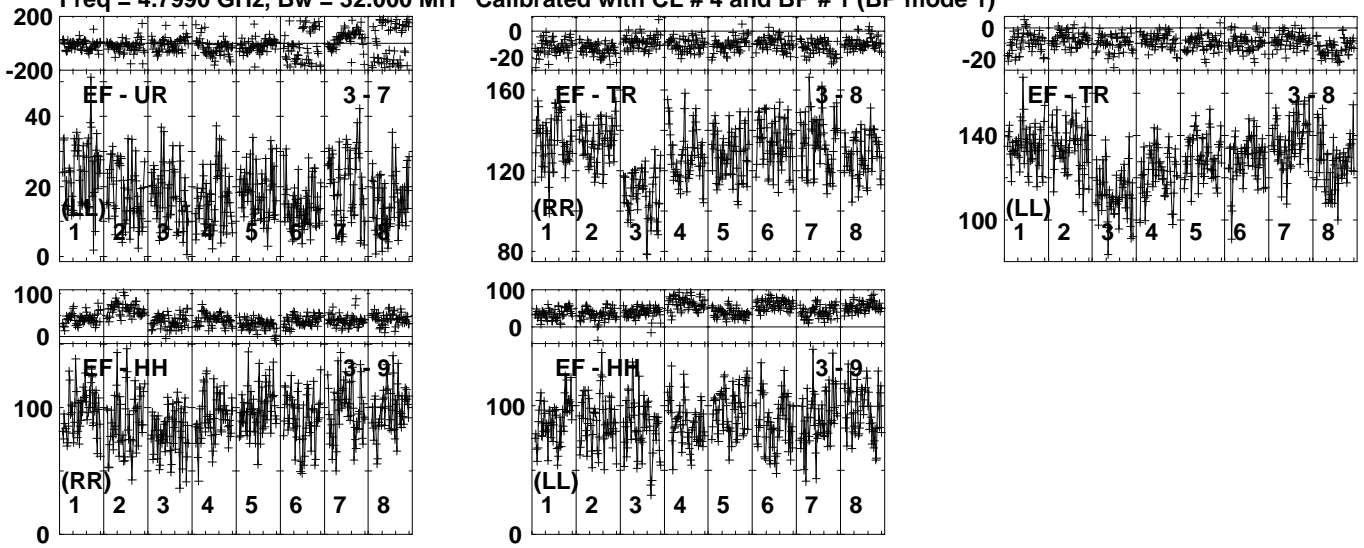 Freq = 4.7990 GHz, Bw = 32.000 MH Calibrated with CL # 4 and BP # 1 (BP mode 1)
200
-200
EF - UR 3 - 7
40
20
0
(LL)
1 2 3 4 5 6 7 8
0
-20
EF - TR 3 - 8
160
120
80
(RR)
1 2 3 4 5 6 7 8
0
-20
EF - TR 3 - 8
140
100
(LL)
1 2 3 4 5 6 7 8
100
0
EF - HH 3 - 9
100
0
(RR)
1 2 3 4 5 6 7 8
100
0
EF - HH 3 - 9
100
0
(LL)
1 2 3 4 5 6 7 8